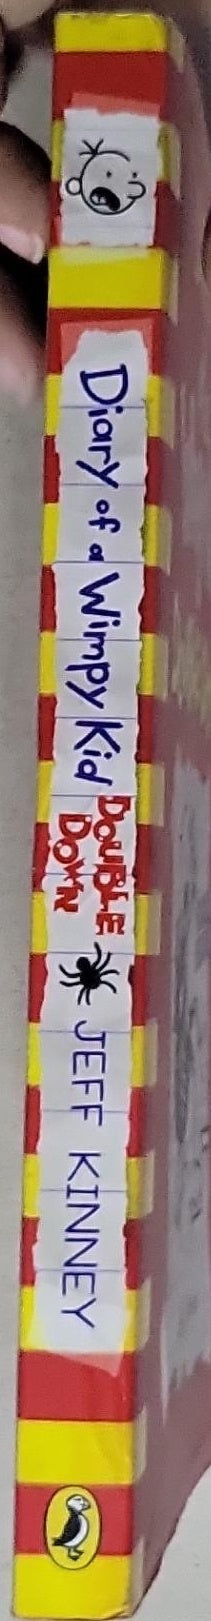 Diary of a Wimpy Kid
DOUBLE
DOWN
JEFF KINNEY